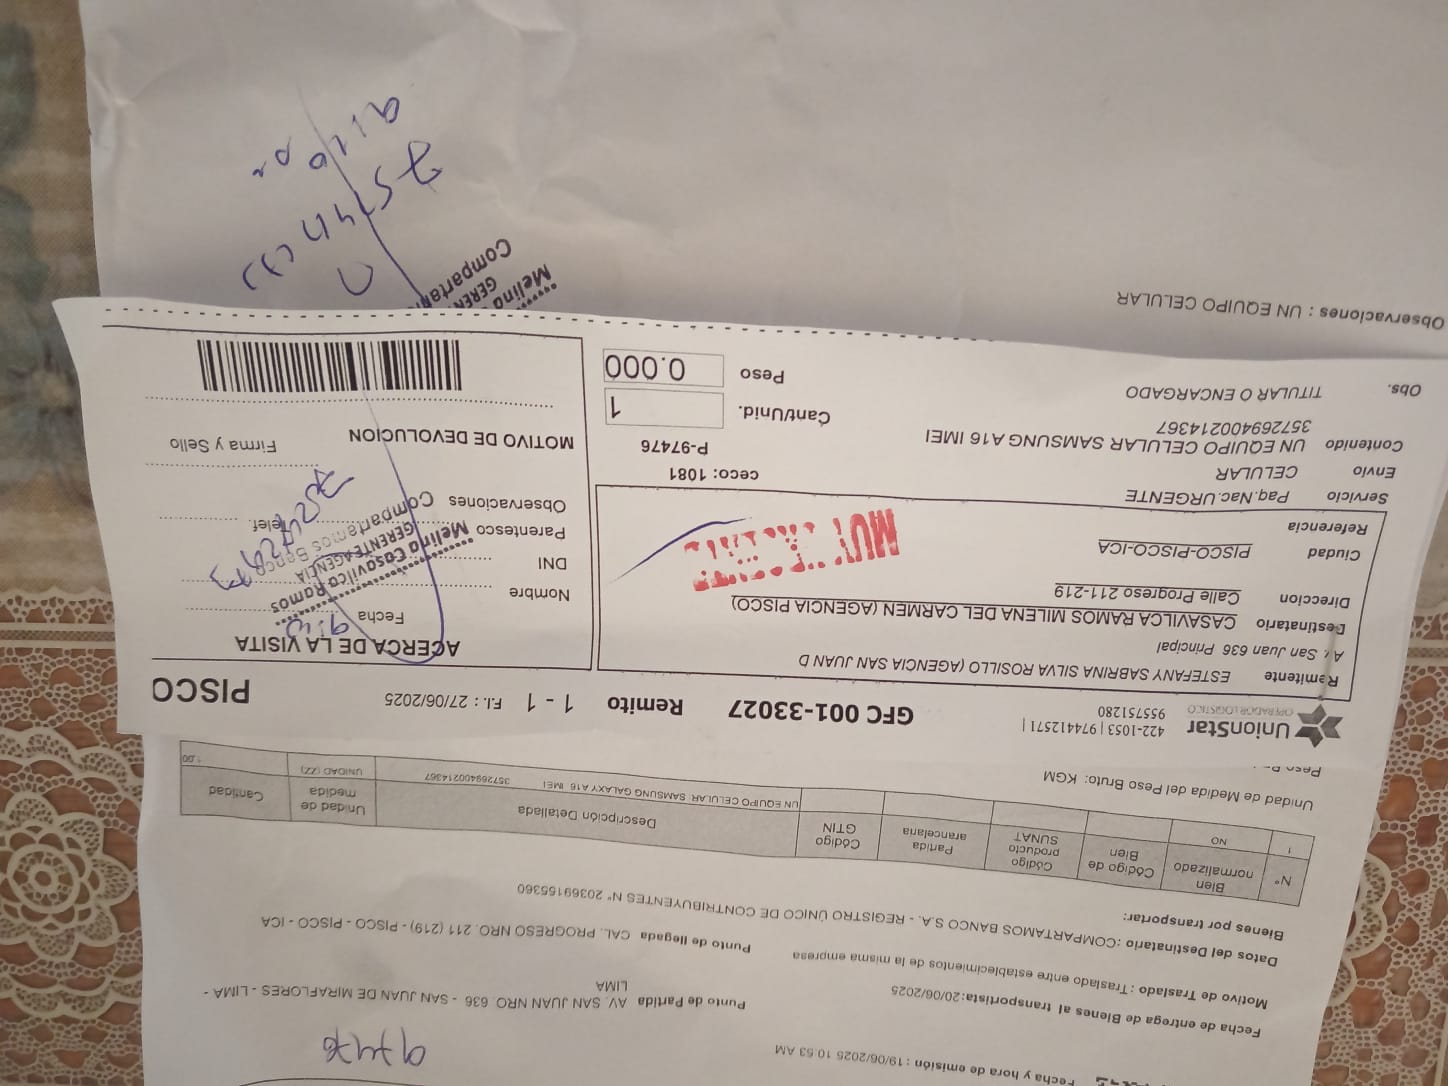 Fecha y hora de emisión : 19/06/2025 10:53 AM
97476
Fecha de entrega de Bienes al transportista:20/06/2025
Punto de Partida AV. SAN JUAN NRO. 636 - SAN JUAN DE MIRAFLORES - LIMA -
LIMA
Motivo de Traslado : Traslado entre establecimientos de la misma empresa
Punto de llegada CAL. PROGRESO NRO. 211 (219) - PISCO - PISCO - ICA
Datos del Destinatario :COMPARTAMOS BANCO S.A. - REGISTRO ÚNICO DE CONTRIBUYENTES N° 20369155360
Bienes por transportar:
N° Bien normalizado Código de Bien Código producto SUNAT Partida arancelaria Código GTIN Descripción Detallada Unidad de medida Cantidad
1 NO UN EQUIPO CELULAR SAMSUNG GALAXY A16 IMEI 357269400214367 UNIDAD (ZZ) 1.00
Unidad de Medida del Peso Bruto: KGM
UnionStar
OPERADOR LOGISTICO
422-1053 | 974412571 |
955751280
GFC 001-33027 Remito 1 - 1 F.I. : 27/06/2025 PISCO
Remitente ESTEFANY SABRINA SILVA ROSILLO (AGENCIA SAN JUAN D
Av. San Juan 636 Principal
Destinatario CASAVILCA RAMOS MILENA DEL CARMEN (AGENCIA PISCO)
Direccion Calle Progreso 211-219
Ciudad PISCO-PISCO-ICA
Referencia
Servicio Paq.Nac.URGENTE
Envio CELULAR
ceco: 1081
Contenido UN EQUIPO CELULAR SAMSUNG A16 IMEI
357269400214367
P-97476
Cant/Unid. 1
Obs. TITULAR O ENCARGADO
Peso 0.000
ACERCA DE LA VISITA
Fecha
Nombre
DNI
Parentesco
Telef.
Observaciones
Melina Casavilca Ramos
GERENTE AGENCIA
Compartamos Banco
MOTIVO DE DEVOLUCION
Firma y Sello
Observaciones : UN EQUIPO CELULAR
Melina
GEREN
Compartam